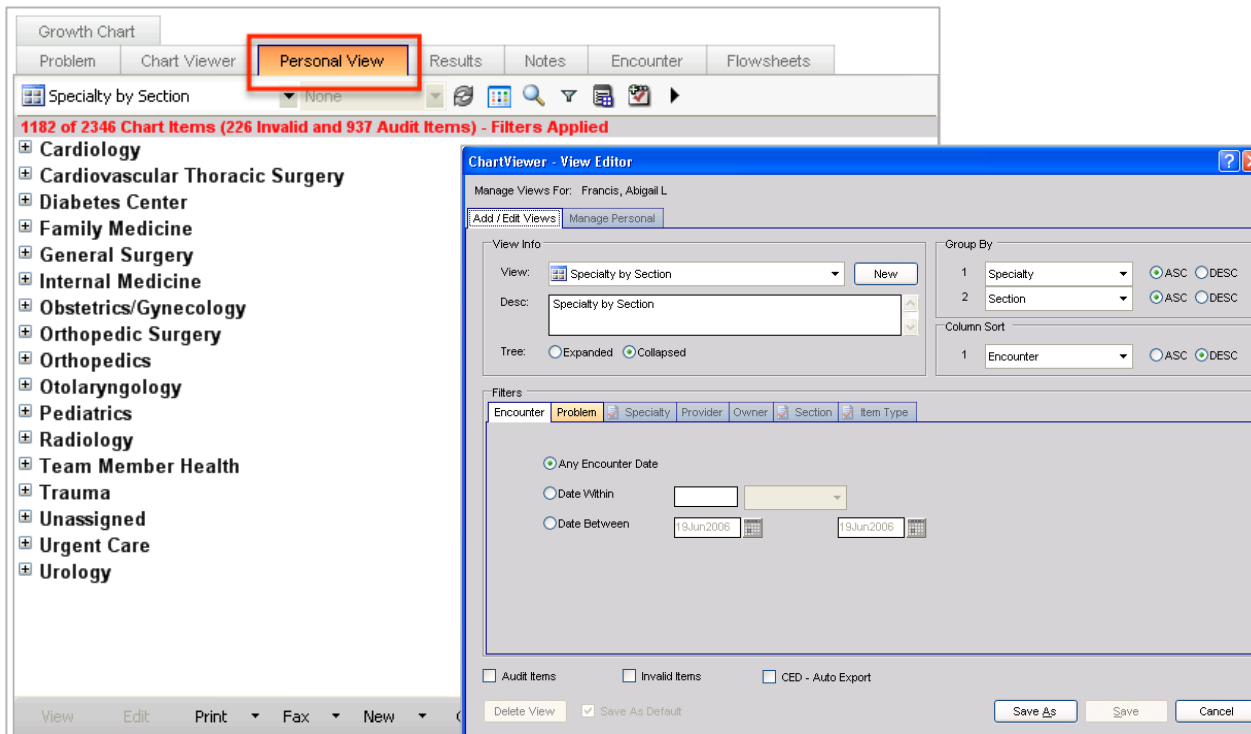 Growth Chart
Problem Chart Viewer Personal View Results Notes Encounter Flowsheets
Specialty by Section None
1182 of 2346 Chart Items (226 Invalid and 937 Audit Items) - Filters Applied
Cardiology
Cardiovascular Thoracic Surgery
Diabetes Center
Family Medicine
General Surgery
Internal Medicine
Obstetrics/Gynecology
Orthopedic Surgery
Orthopedics
Otolaryngology
Pediatrics
Radiology
Team Member Health
Trauma
Unassigned
Urgent Care
Urology
View Edit Print Fax New
ChartViewer - View Editor
Manage Views For: Francis, Abigail L
Add / Edit Views Manage Personal
View Info
View: Specialty by Section New
Desc: Specialty by Section
Tree: Expanded Collapsed
Group By
1 Specialty ASC DESC
2 Section ASC DESC
Column Sort
1 Encounter ASC DESC
Filters
Encounter Problem Specialty Provider Owner Section Item Type
Any Encounter Date
Date Within
Date Between 19Jun2006 19Jun2006
Audit Items Invalid Items CED - Auto Export
Delete View Save As Default Save As Save Cancel